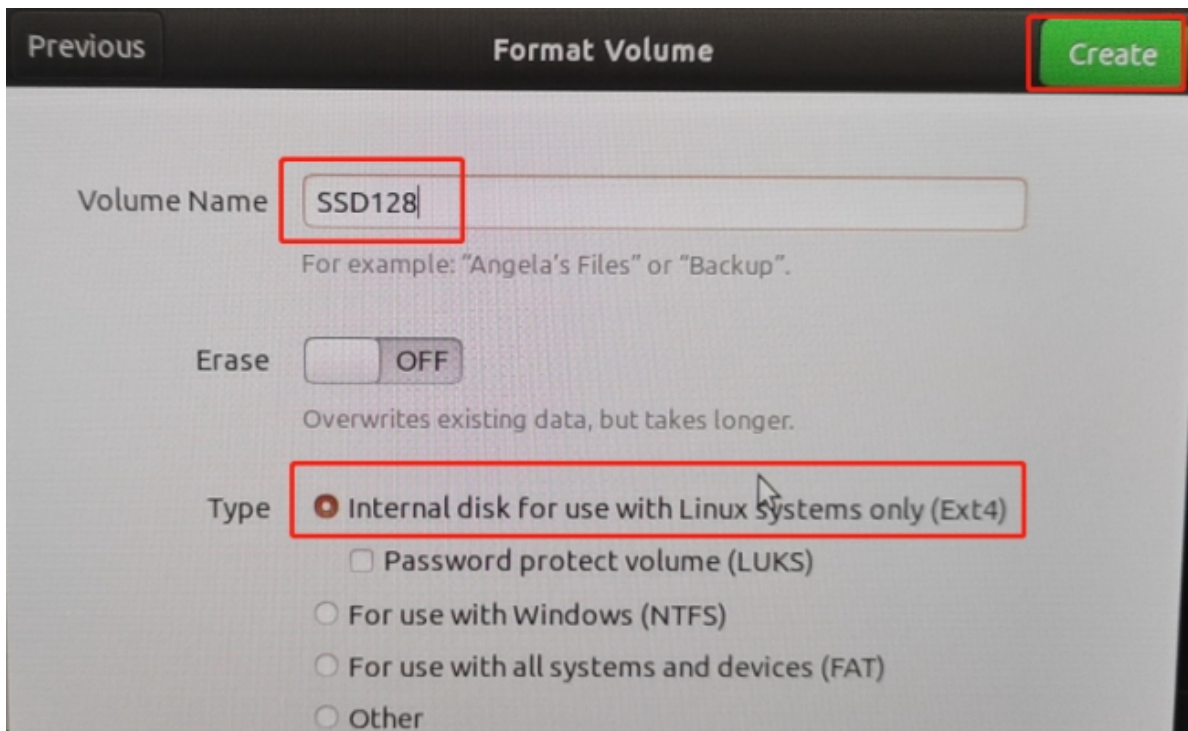 Previous
Format Volume
Create
Volume Name
SSD128
For example: “Angela’s Files” or “Backup”.
Erase
OFF
Overwrites existing data, but takes longer.
Type
Internal disk for use with Linux systems only (Ext4)
Password protect volume (LUKS)
For use with Windows (NTFS)
For use with all systems and devices (FAT)
Other